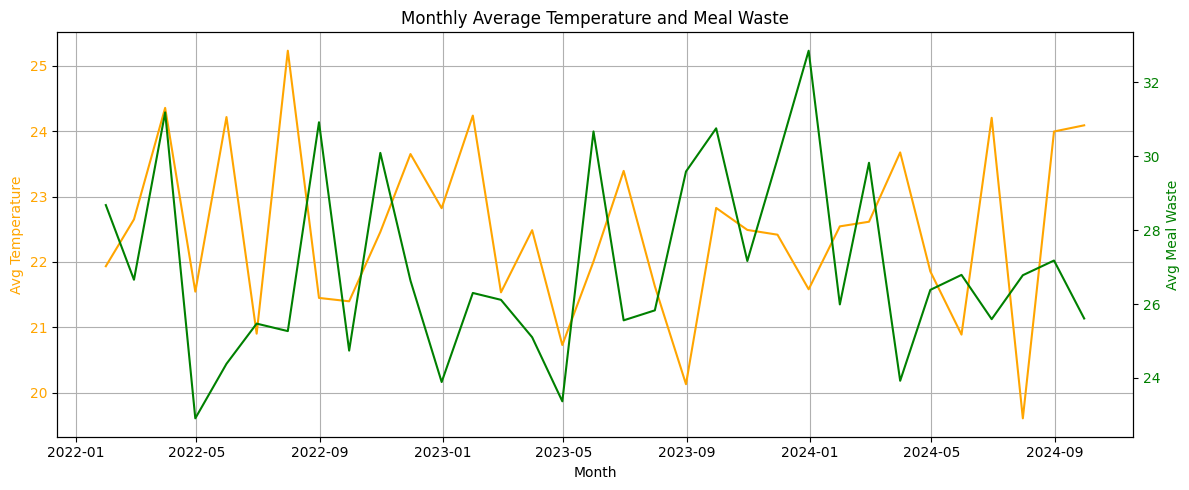 Monthly Average Temperature and Meal Waste
25
24
23
22
21
20
Avg Temperature
32
30
28
26
24
Avg Meal Waste
2022-01 2022-05 2022-09 2023-01 2023-05 2023-09 2024-01 2024-05 2024-09
Month